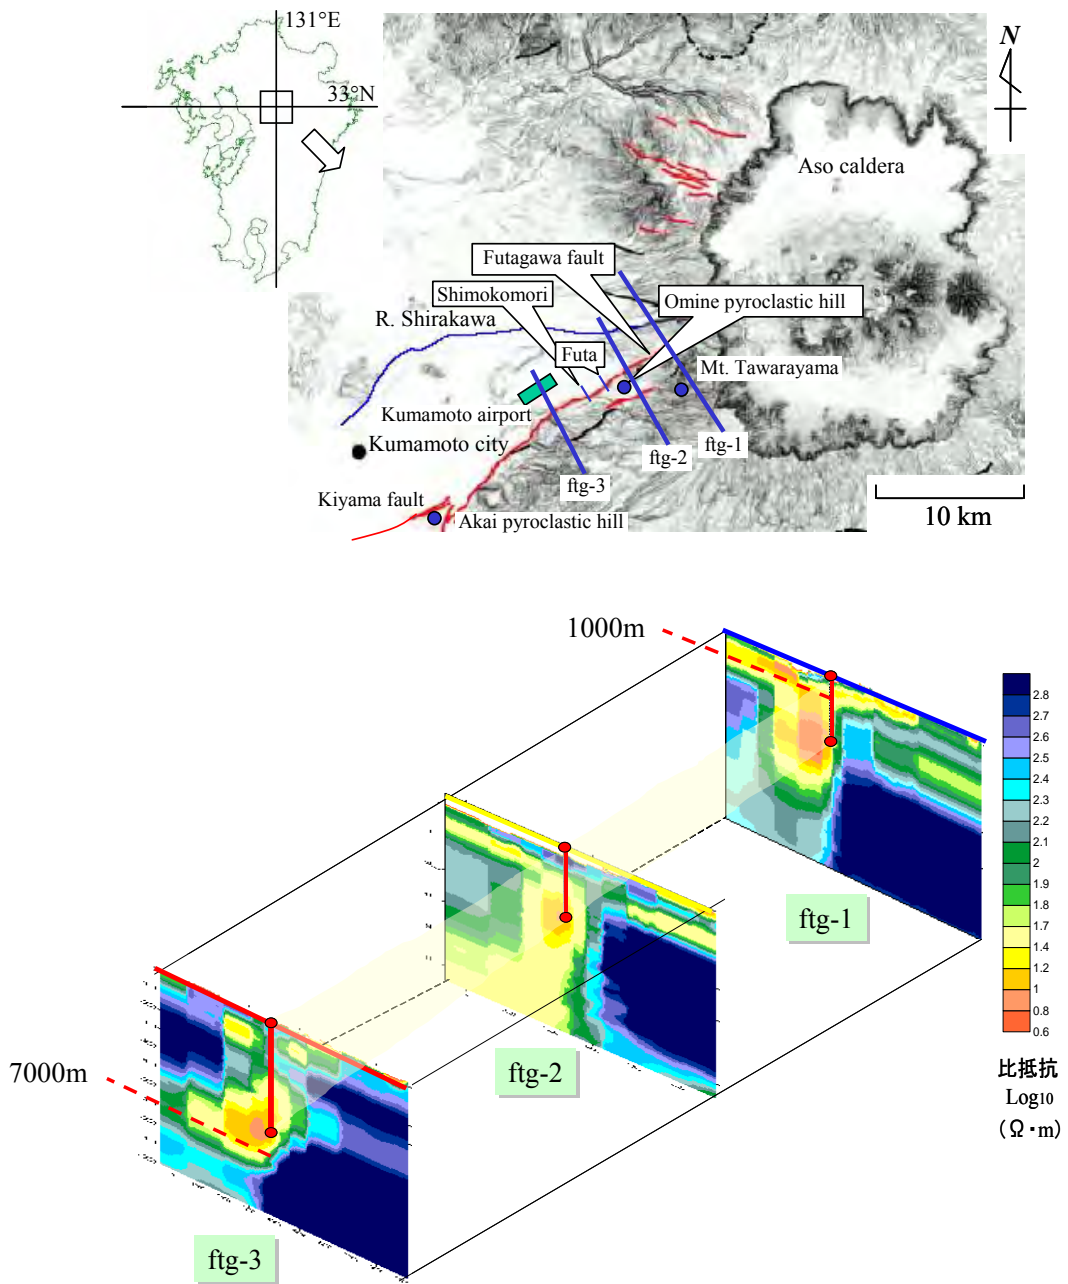 131°E
33°N
N
Aso caldera
Futagawa fault
Shimokomori
Omine pyroclastic hill
R. Shirakawa
Futa
Mt. Tawarayama
Kumamoto airport
Kumamoto city
ftg-1
ftg-2
ftg-3
Kiyama fault
Akai pyroclastic hill
10 km
1000m
2.8
2.7
2.6
2.5
2.4
2.3
2.2
2.1
2
1.9
1.8
1.7
1.4
1.2
1
0.8
0.6
ftg-1
7000m
ftg-2
比抵抗
Log10
(Ω・m)
ftg-3